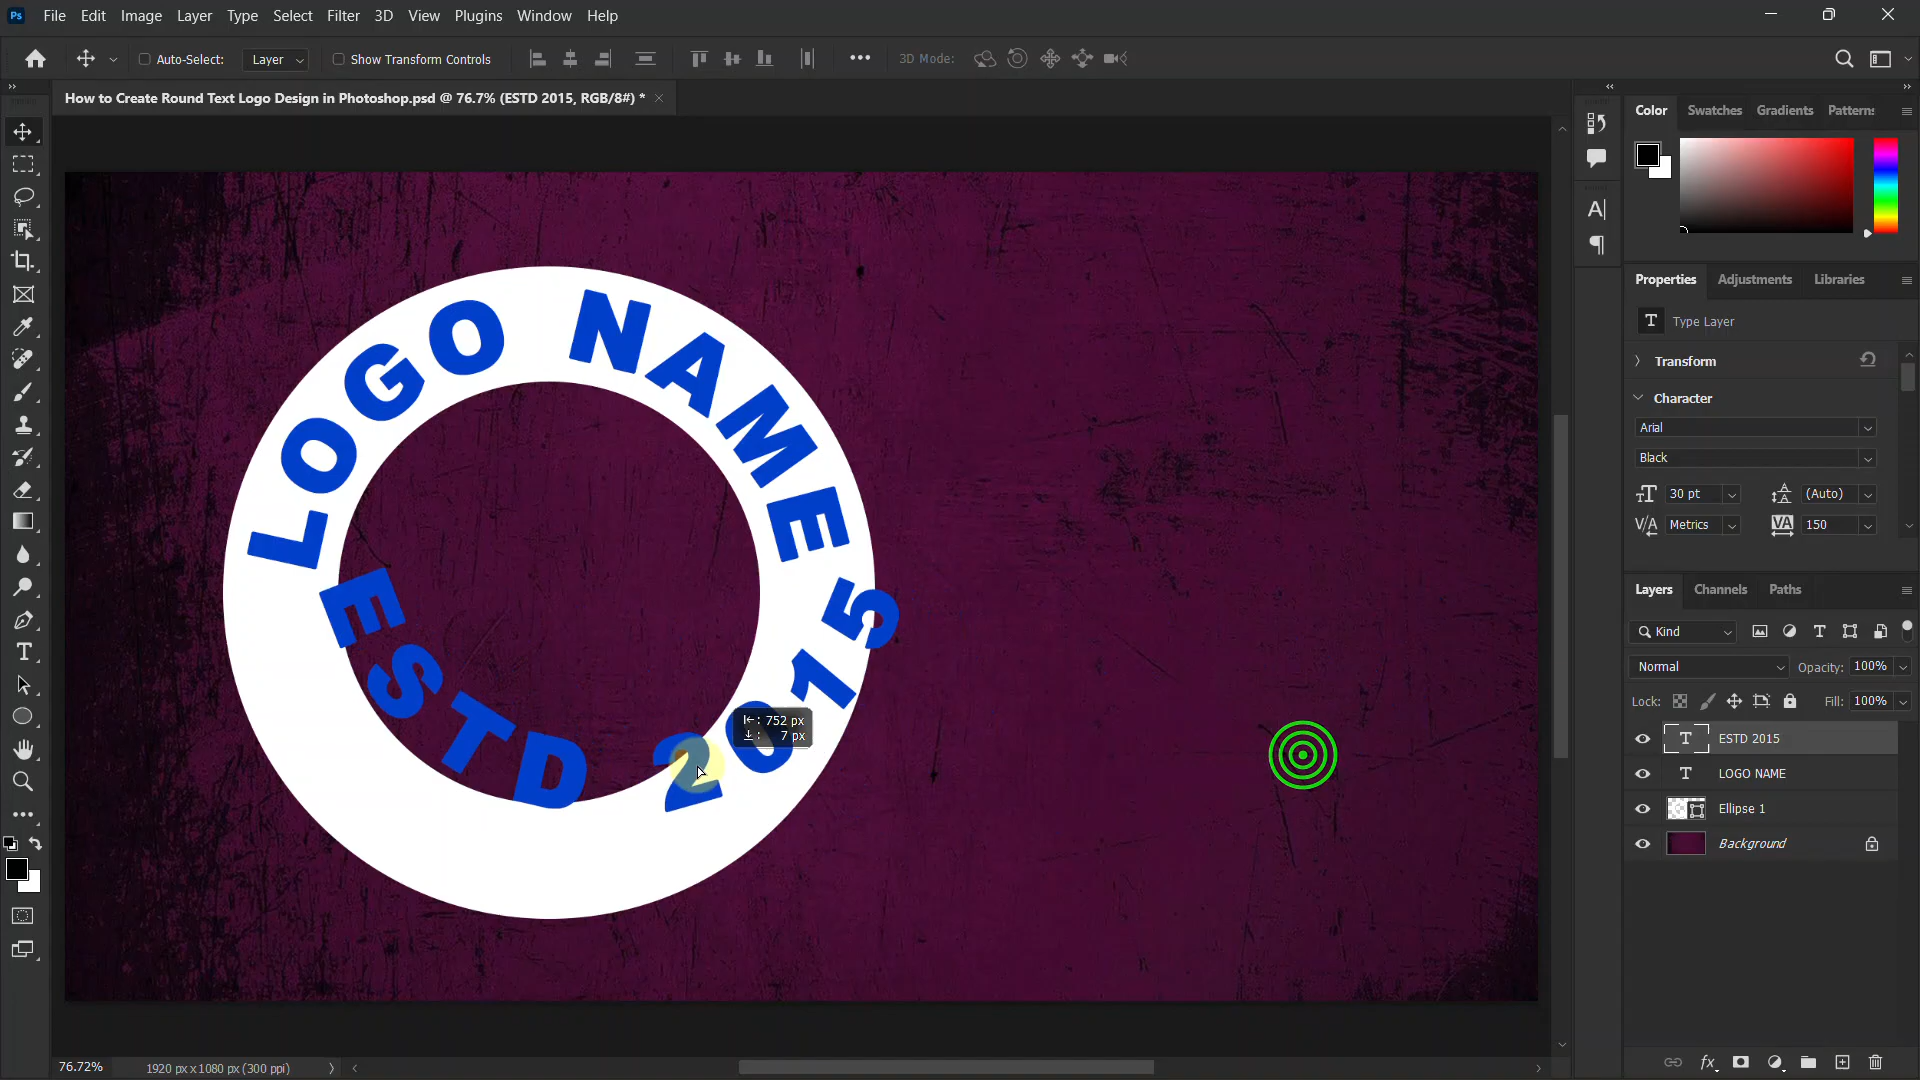 Ps File Edit Image Layer Type Select Filter 3D View Plugins Window Help
Auto-Select: Layer Show Transform Controls ••• 3D Mode:
How to Create Round Text Logo Design in Photoshop.psd @ 76.7% (ESTD 2015, RGB/8#) *
LOGO NAME
ESTD 2015
: 752 px
: 7 px
76.72% 1920 px x 1080 px (300 ppi)
Color Swatches Gradients Patterns
Properties Adjustments Libraries
T Type Layer
Transform
Character
Arial
Black
30 pt (Auto)
Metrics 150
Layers Channels Paths
Kind
Normal Opacity: 100%
Lock: Fill: 100%
T ESTD 2015
T LOGO NAME
Ellipse 1
Background
fx